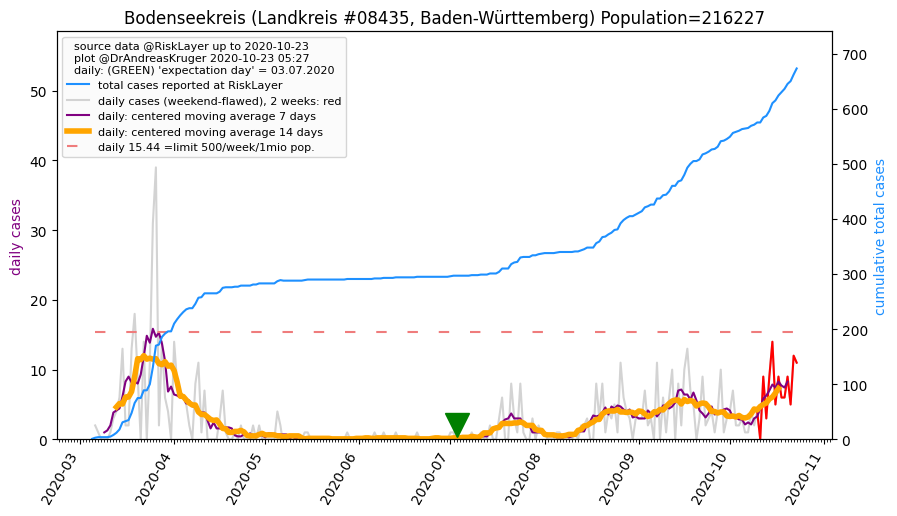 Bodenseekreis (Landkreis #08435, Baden-Württemberg) Population=216227
source data @RiskLayer up to 2020-10-23
plot @DrAndreasKruger 2020-10-23 05:27
daily: (GREEN) 'expectation day' = 03.07.2020
total cases reported at RiskLayer
daily cases (weekend-flawed), 2 weeks: red
daily: centered moving average 7 days
daily: centered moving average 14 days
daily 15.44 =limit 500/week/1mio pop.
daily cases
50
40
30
20
10
0
cumulative total cases
700
600
500
400
300
200
100
0
2020-03
2020-04
2020-05
2020-06
2020-07
2020-08
2020-09
2020-10
2020-11